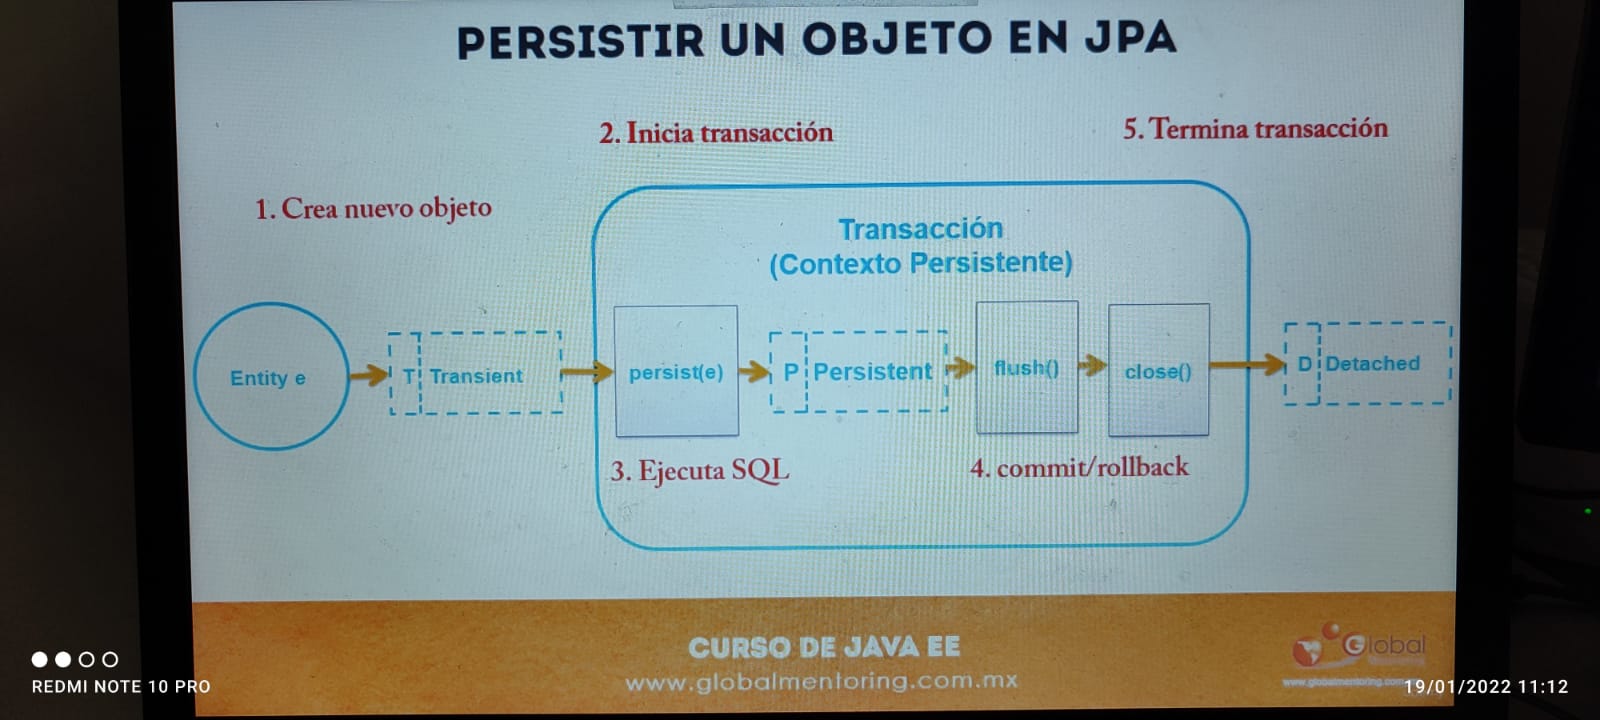 PERSISTIR UN OBJETO EN JPA
2. Inicia transacción
5. Termina transacción
1. Crea nuevo objeto
Transacción
(Contexto Persistente)
Entity e
T Transient
persist(e)
P Persistent
flush()
close()
D Detached
3. Ejecuta SQL
4. commit/rollback
CURSO DE JAVA EE
www.globalmentoring.com.mx
Global
www.globalmentoring.com
REDMI NOTE 10 PRO
19/01/2022 11:12